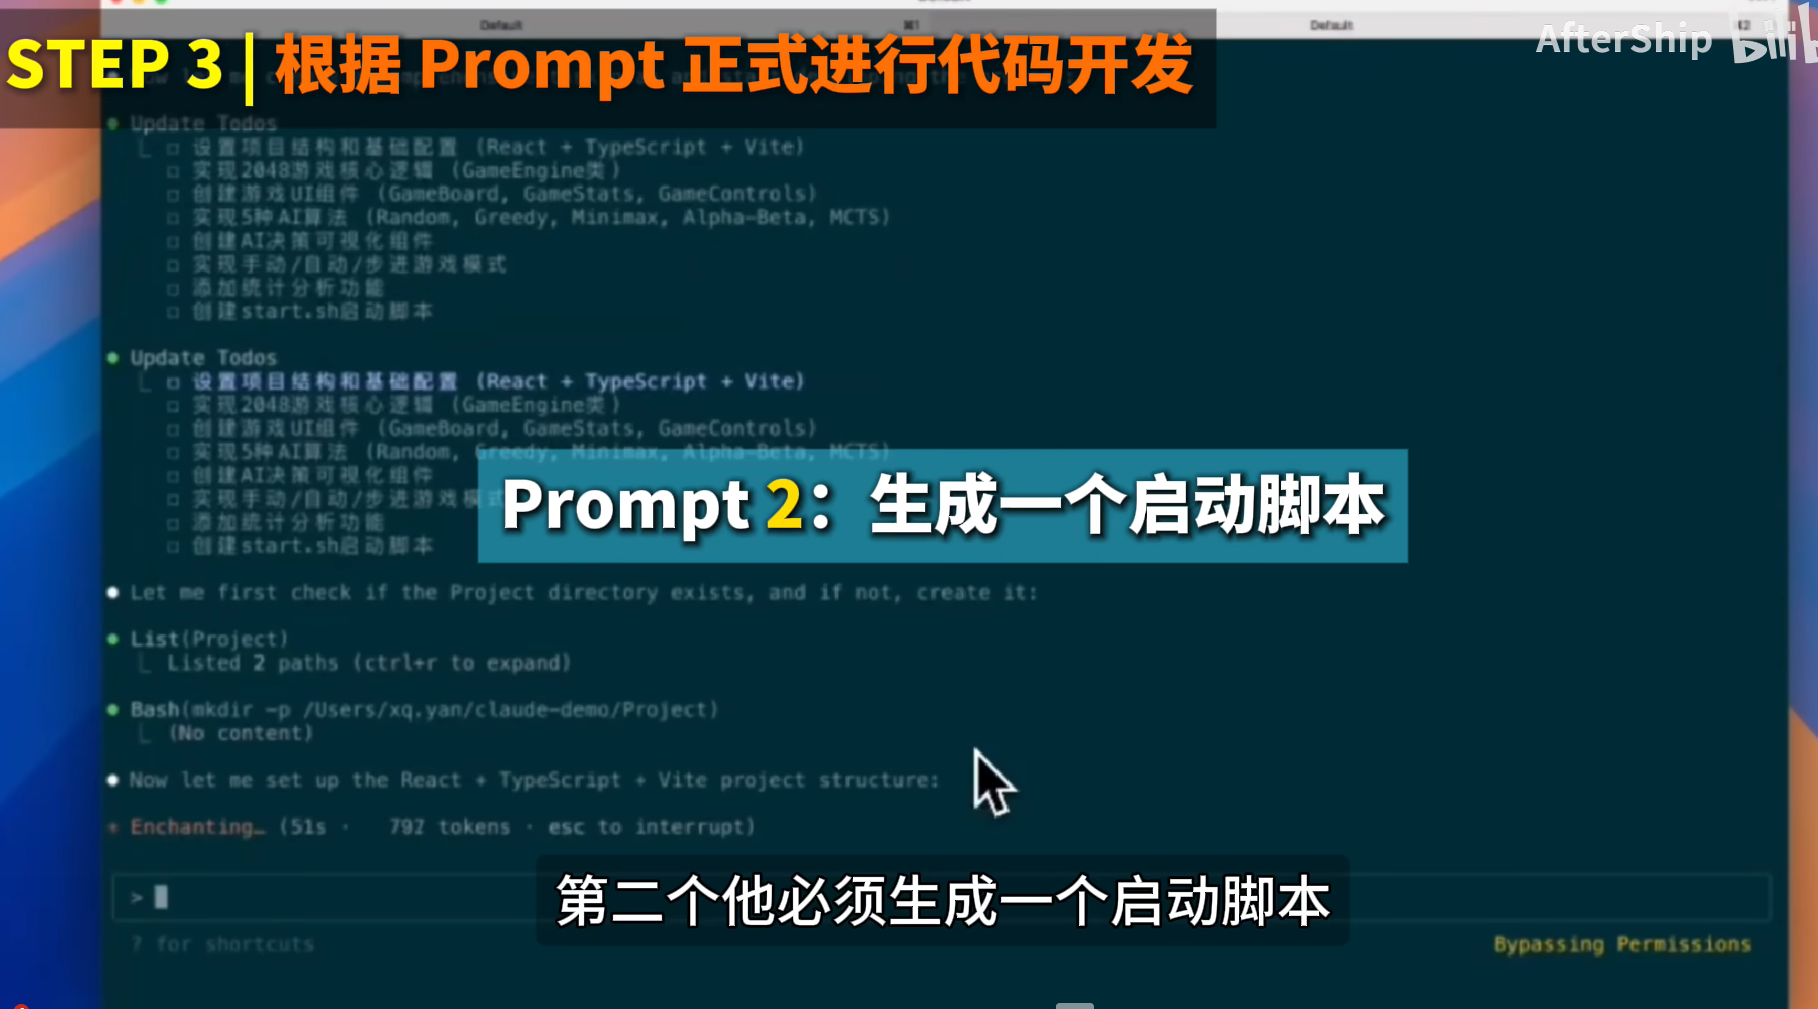 Default
⌘1
Default
⌘2
AfterShip
bilib
STEP 3 | 根据 Prompt 正式进行代码开发
Update Todos
设置项目结构和基础配置 (React + TypeScript + Vite)
实现2048游戏核心逻辑 (GameEngine类)
创建游戏UI组件 (GameBoard, GameStats, GameControls)
实现5种AI算法 (Random, Greedy, Minimax, Alpha-Beta, MCTS)
创建AI决策可视化组件
实现手动/自动/步进游戏模式
添加统计分析功能
创建start.sh启动脚本
Update Todos
设置项目结构和基础配置 (React + TypeScript + Vite)
实现2048游戏核心逻辑 (GameEngine类)
创建游戏UI组件 (GameBoard, GameStats, GameControls)
实现5种AI算法 (Random, Greedy, Minimax, Alpha-Beta, MCTS)
创建AI决策可视化组件
实现手动/自动/步进游戏模式
添加统计分析功能
创建start.sh启动脚本
Prompt 2：生成一个启动脚本
Let me first check if the Project directory exists, and if not, create it:
List(Project)
Listed 2 paths (ctrl+r to expand)
Bash(mkdir -p /Users/xq.yan/claude-demo/Project)
(No content)
Now let me set up the React + TypeScript + Vite project structure:
Enchanting… (51s · 792 tokens · esc to interrupt)
>
第二个他必须生成一个启动脚本
? for shortcuts
Bypassing Permissions